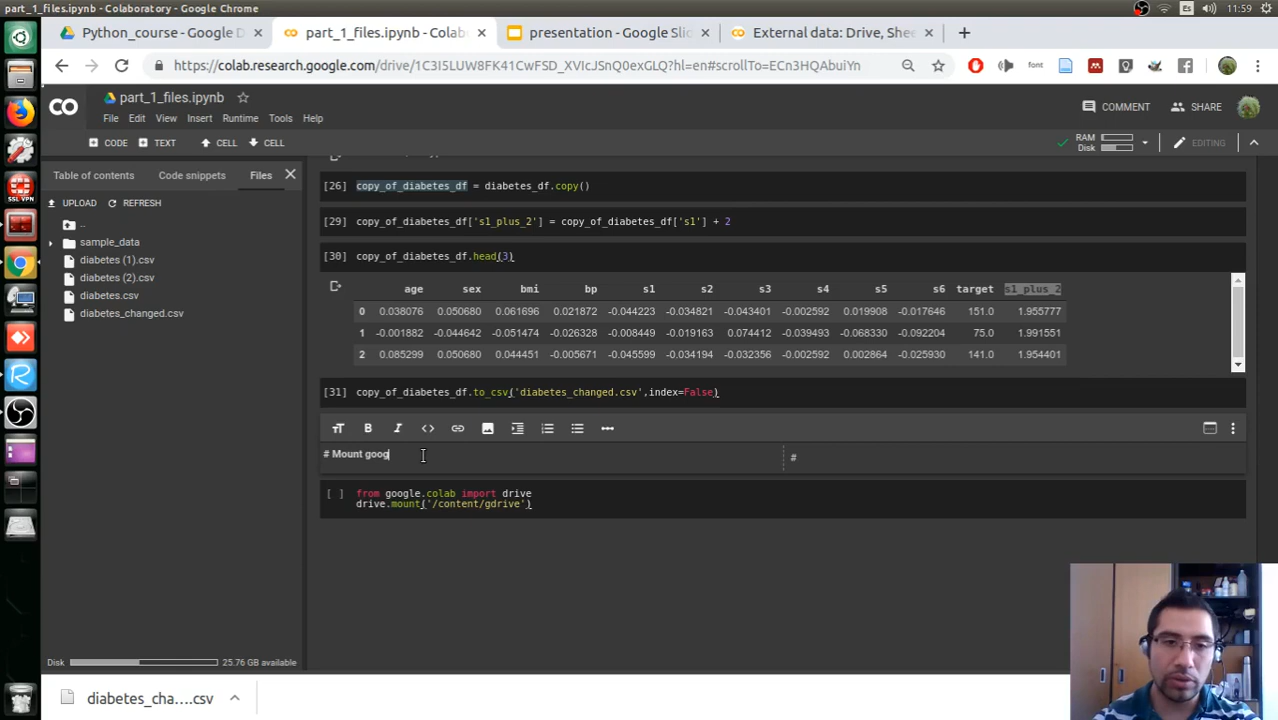 part_1_files.ipynb - Colaboratory - Google Chrome
Es
11:59
Python_course - Google D
part_1_files.ipynb - Colab
presentation - Google Slid
External data: Drive, Shee
https://colab.research.google.com/drive/1C3I5LUW8FK41CwFSD_XVIcJSnQ0exGLQ?hl=en#scrollTo=ECn3HQAbuiYn
font
CO
part_1_files.ipynb
COMMENT
SHARE
File Edit View Insert Runtime Tools Help
CODE TEXT CELL CELL
RAM
Disk
EDITING
Table of contents Code snippets Files
UPLOAD REFRESH
..
sample_data
diabetes (1).csv
diabetes (2).csv
diabetes.csv
diabetes_changed.csv
[26] copy_of_diabetes_df = diabetes_df.copy()
[29] copy_of_diabetes_df['s1_plus_2'] = copy_of_diabetes_df['s1'] + 2
[30] copy_of_diabetes_df.head(3)
age sex bmi bp s1 s2 s3 s4 s5 s6 target s1_plus_2
0 0.038076 0.050680 0.061696 0.021872 -0.044223 -0.034821 -0.043401 -0.002592 0.019908 -0.017646 151.0 1.955777
1 -0.001882 -0.044642 -0.051474 -0.026328 -0.008449 -0.019163 0.074412 -0.039493 -0.068330 -0.092204 75.0 1.991551
2 0.085299 0.050680 0.044451 -0.005671 -0.045599 -0.034194 -0.032356 -0.002592 0.002864 -0.025930 141.0 1.954401
[31] copy_of_diabetes_df.to_csv('diabetes_changed.csv',index=False)
# Mount goog
#
[ ] from google.colab import drive
drive.mount('/content/gdrive')
Disk
25.76 GB available
diabetes_cha....csv